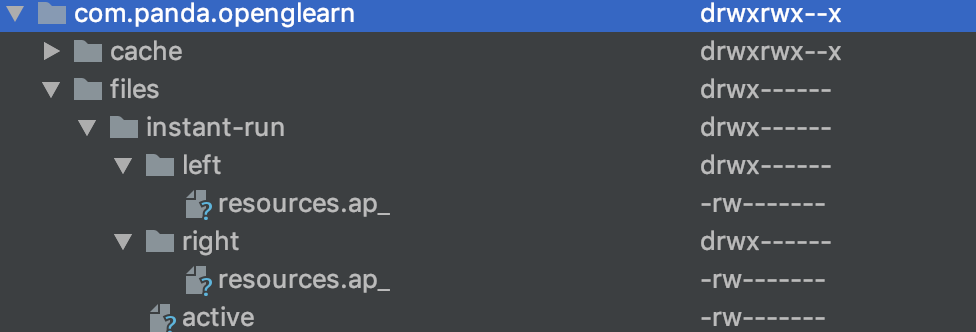 com.panda.openglearn drwxrwx--x
cache drwxrwx--x
files drwx------
instant-run drwx------
left drwx------
resources.ap_ -rw-------
right drwx------
resources.ap_ -rw-------
active -rw-------